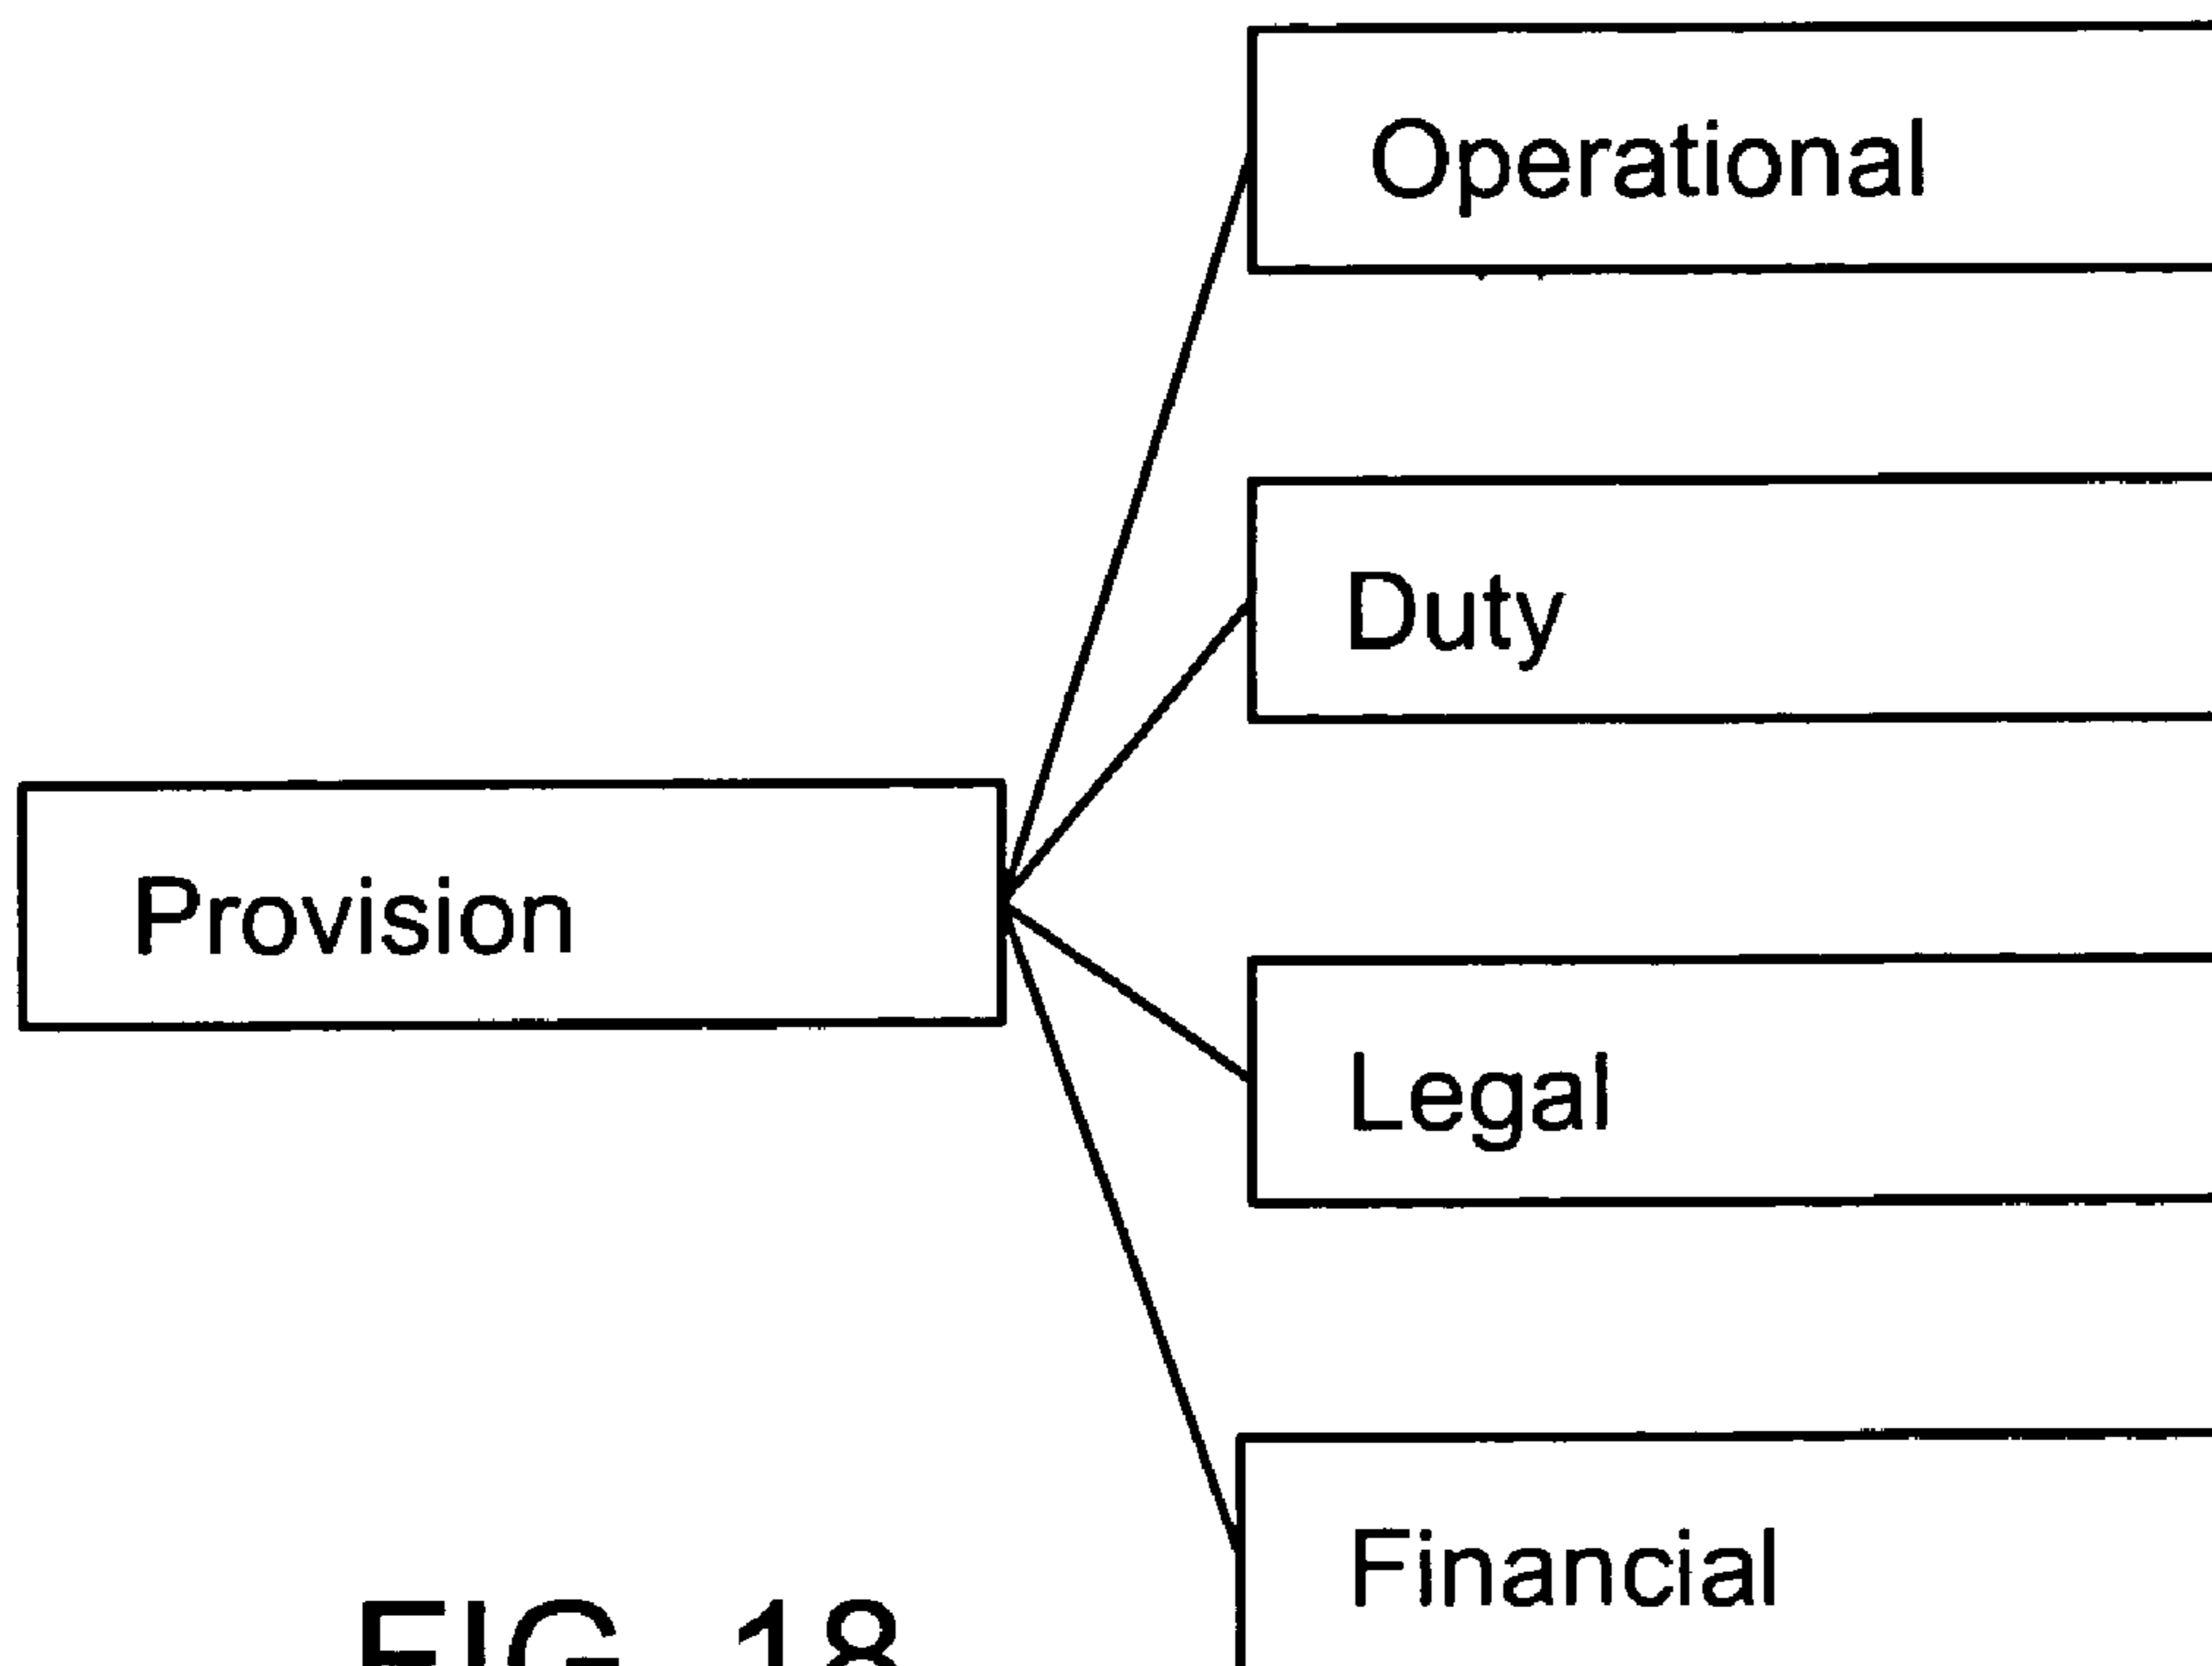 Operational
Duty
Provision
Legal
Financial
FIG. 18